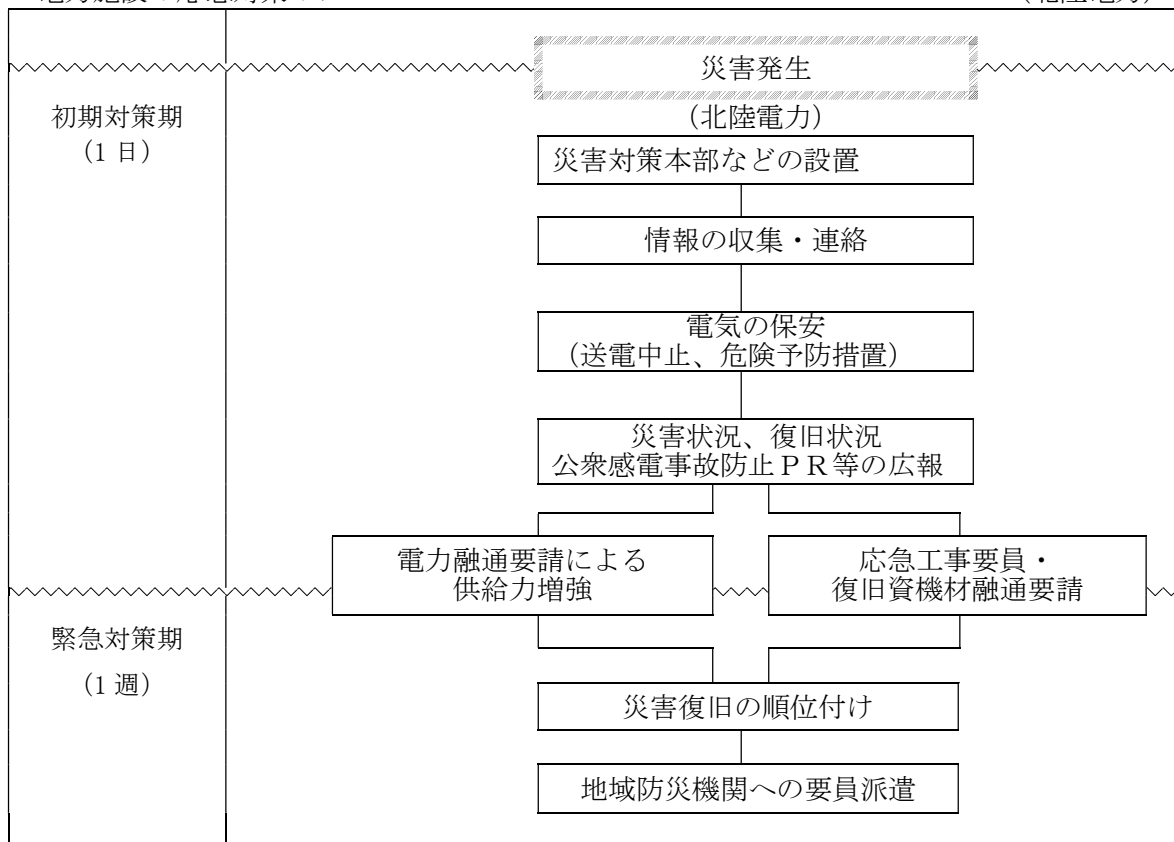 災害発生
初期対策期
（1 日）
（北陸電力）
災害対策本部などの設置
情報の収集・連絡
電気の保安
（送電中止、危険予防措置）
災害状況、復旧状況
公衆感電事故防止ＰＲ等の広報
電力融通要請による
供給力増強
応急工事要員・
復旧資機材融通要請
緊急対策期
（1 週）
災害復旧の順位付け
地域防災機関への要員派遣